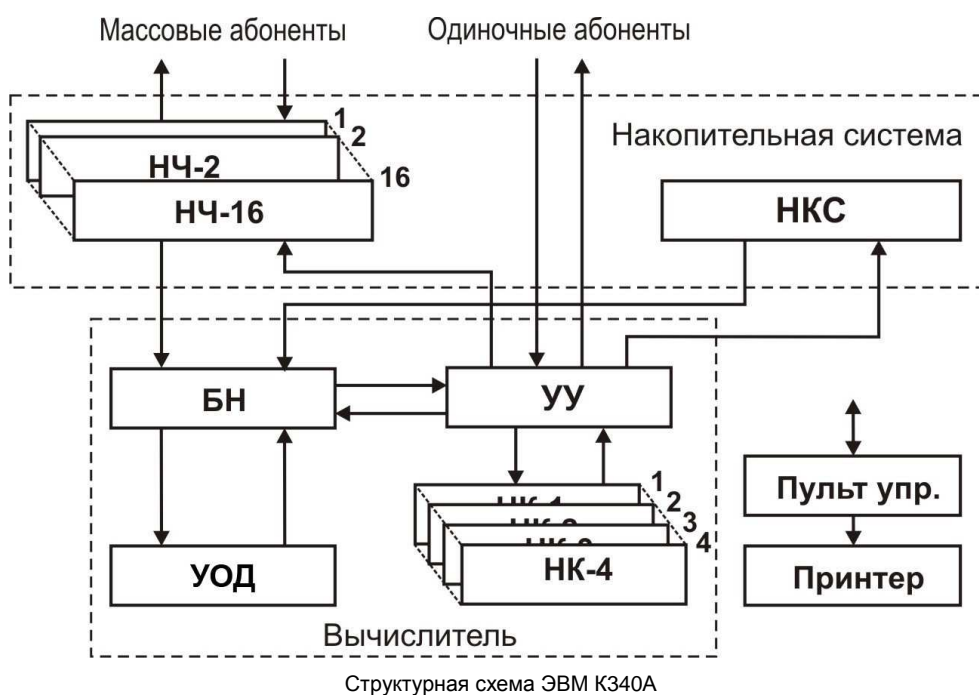 Массовые абоненты
Одиночные абоненты
1
2
16
НЧ-2
НЧ-16
Накопительная система
НКС
БН
УУ
1
2
3
4
НК-4
УОД
Пульт упр.
Принтер
Вычислитель
Структурная схема ЭВМ К340А